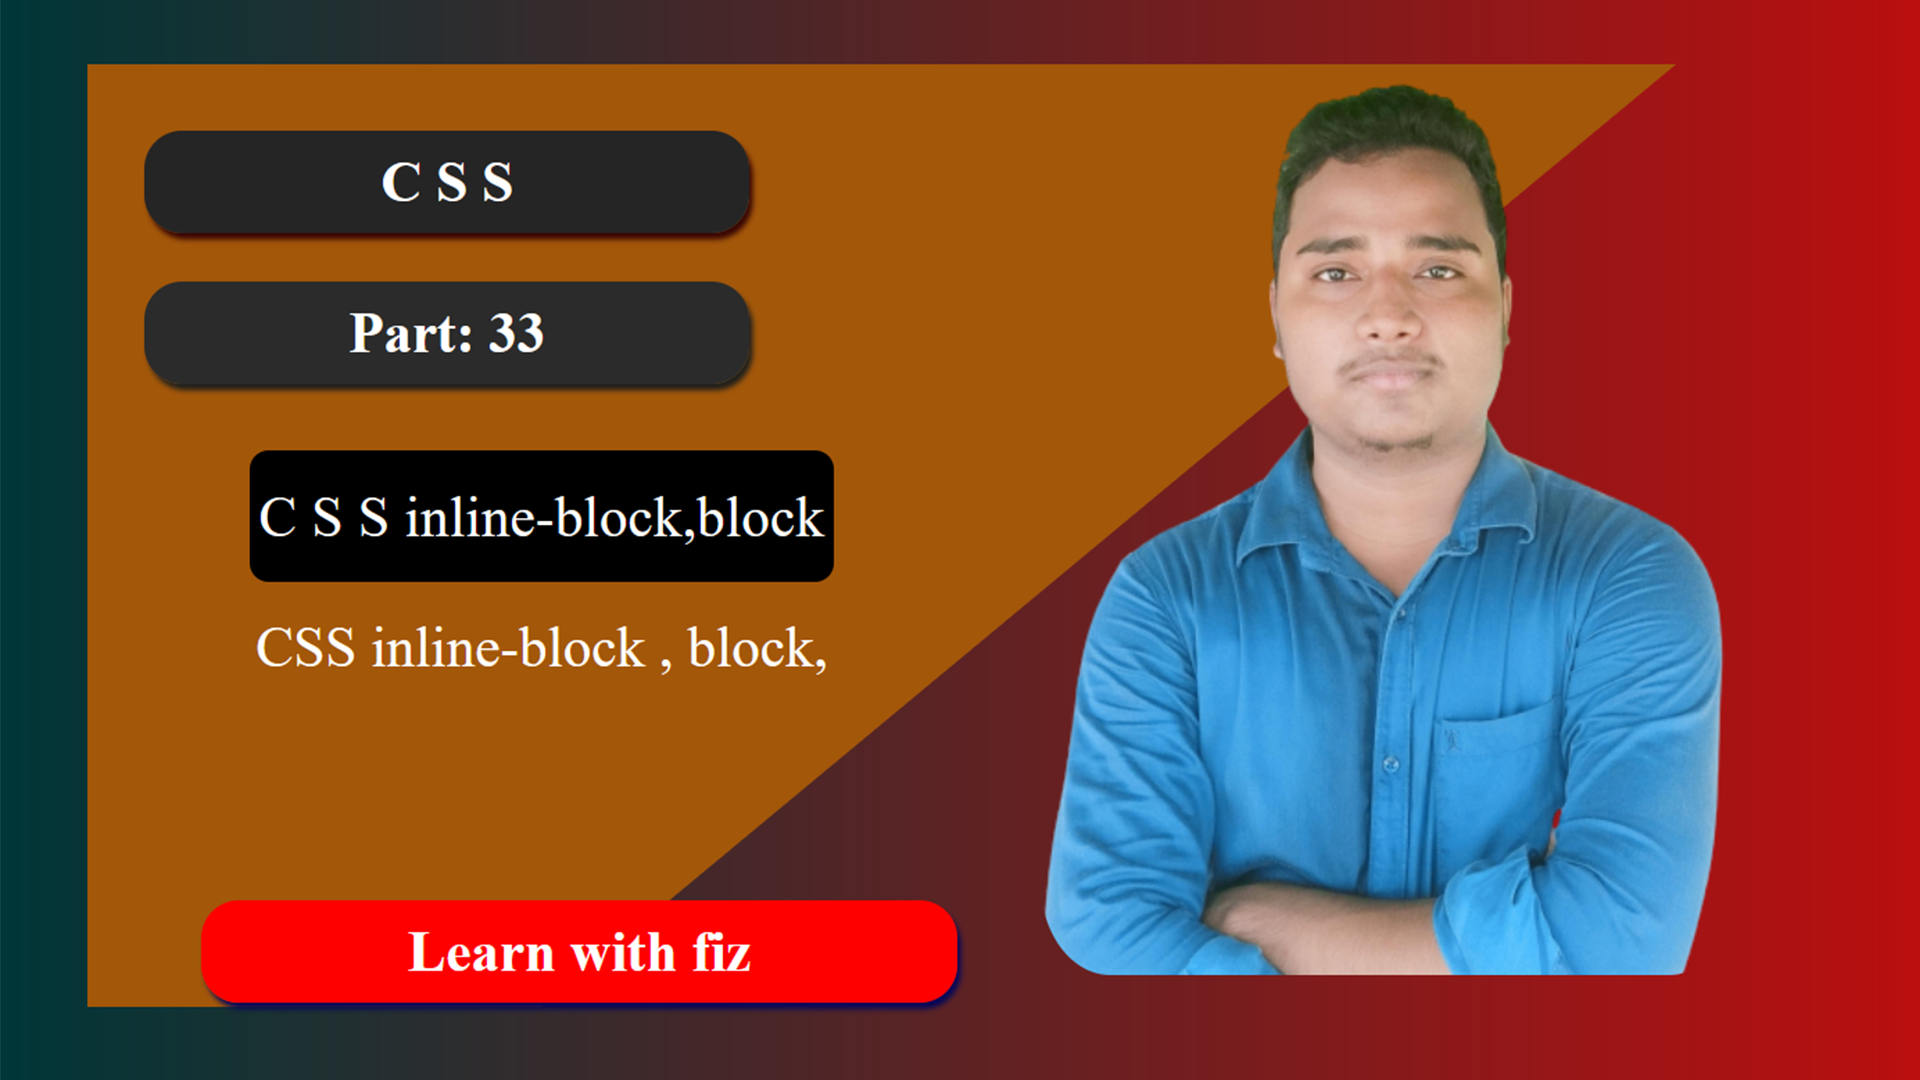 C S S
Part: 33
C S S inline-block,block
CSS inline-block , block,
Learn with fiz